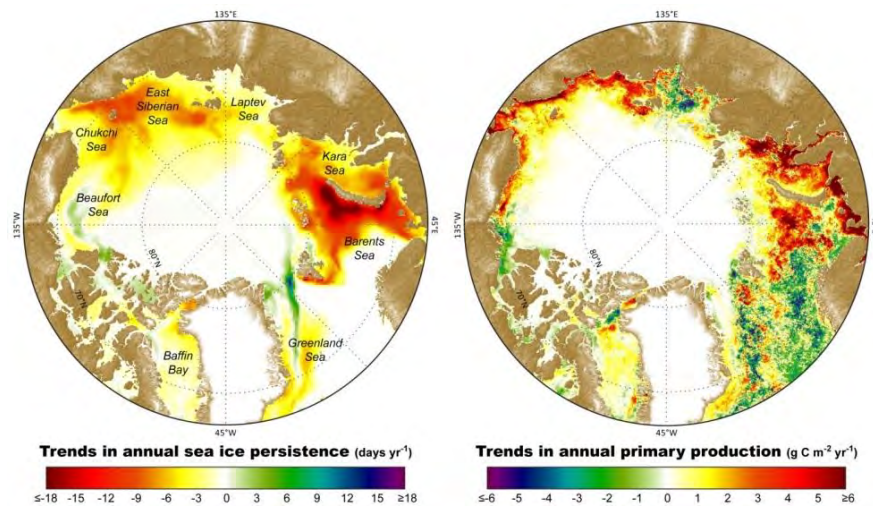 135°E
East
Siberian
Sea
Laptev
Sea
Chukchi
Sea
Kara
Sea
Beaufort
Sea
135°W
45°E
Barents
Sea
80°N
70°N
Greenland
Sea
Baffin
Bay
45°W
Trends in annual sea ice persistence (days yr⁻¹)
≤-18 -15 -12 -9 -6 -3 0 3 6 9 12 15 ≥18
135°E
135°W
80°N
70°N
45°W
Trends in annual primary production (g C m⁻² yr⁻¹)
≤-6 -5 -4 -3 -2 -1 0 1 2 3 4 5 ≥6